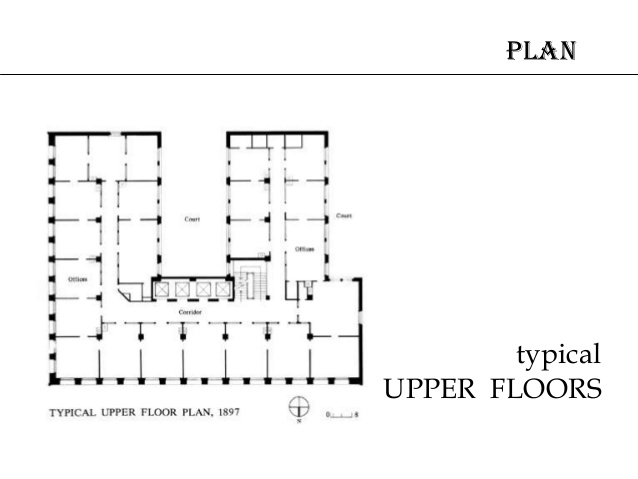 PLAN
Court
Court
Offices
Offices
Corridor
typical
UPPER FLOORS
TYPICAL UPPER FLOOR PLAN, 1897
N
0 8